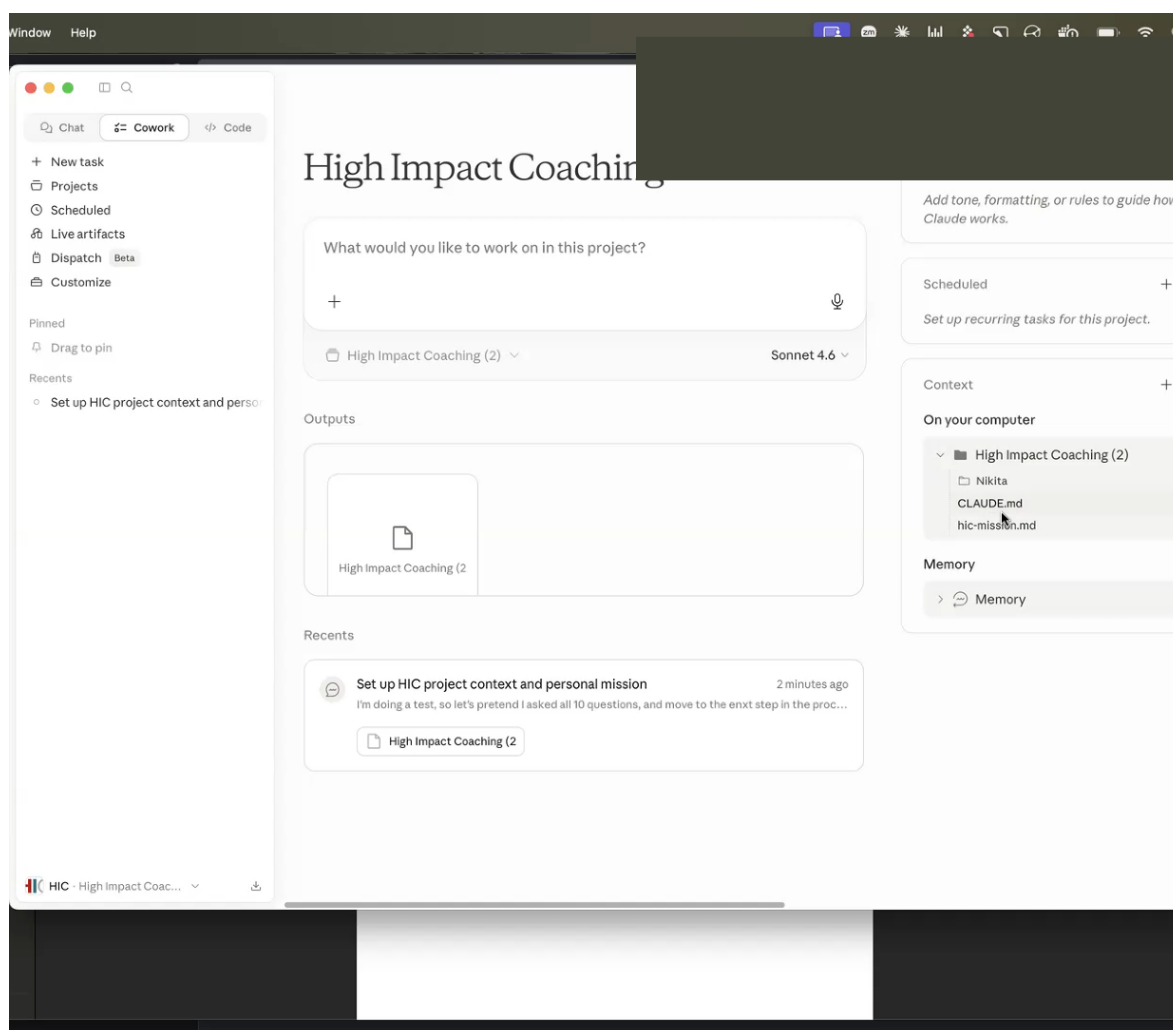 Window Help
zm
Chat Cowork Code
New task
Projects
Scheduled
Live artifacts
Dispatch Beta
Customize
Pinned
Drag to pin
Recents
Set up HIC project context and perso
HIC · High Impact Coac...
High Impact Coaching
What would you like to work on in this project?
High Impact Coaching (2)
Sonnet 4.6
Outputs
High Impact Coaching (2
Recents
Set up HIC project context and personal mission
2 minutes ago
I'm doing a test, so let's pretend I asked all 10 questions, and move to the enxt step in the proc...
High Impact Coaching (2
Add tone, formatting, or rules to guide how
Claude works.
Scheduled
Set up recurring tasks for this project.
Context
On your computer
High Impact Coaching (2)
Nikita
CLAUDE.md
hic-mission.md
Memory
Memory